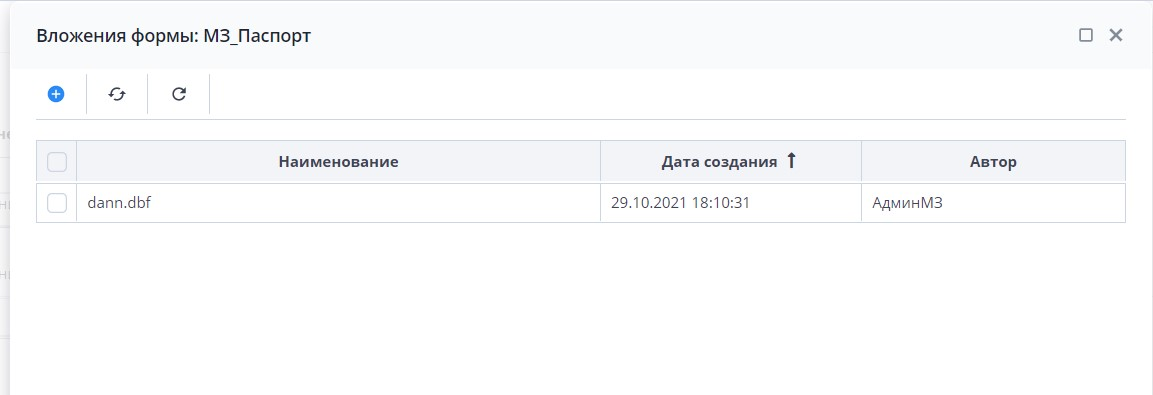 Вложения формы: МЗ_Паспорт
Наименование Дата создания Автор
dann.dbf 29.10.2021 18:10:31 АдминМЗ